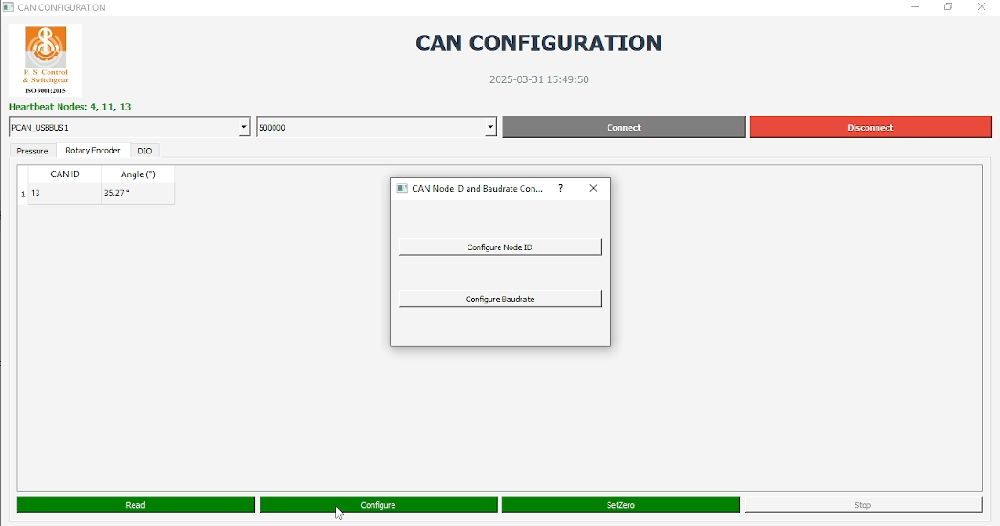 CAN CONFIGURATION
CAN CONFIGURATION
P. S. Control
& Switchgear
ISO 9001:2015
2025-03-31 15:49:50
Heartbeat Nodes: 4, 11, 13
PCAN_USBBUS1 500000 Connect Disconnect
Pressure Rotary Encoder DIO
CAN ID Angle (°)
1 13 35.27 °
CAN Node ID and Baudrate Con... ?
Configure Node ID
Configure Baudrate
Read Configure SetZero Stop